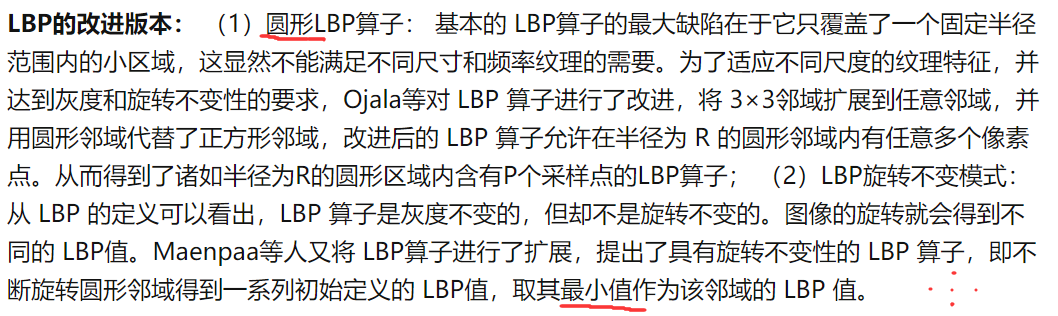 LBP的改进版本： （1）圆形LBP算子： 基本的 LBP算子的最大缺陷在于它只覆盖了一个固定半径
范围内的小区域，这显然不能满足不同尺寸和频率纹理的需要。为了适应不同尺度的纹理特征，并
达到灰度和旋转不变性的要求，Ojala等对 LBP 算子进行了改进，将 3×3邻域扩展到任意邻域，并
用圆形邻域代替了正方形邻域，改进后的 LBP 算子允许在半径为 R 的圆形邻域内有任意多个像素
点。从而得到了诸如半径为R的圆形区域内含有P个采样点的LBP算子； （2）LBP旋转不变模式：
从 LBP 的定义可以看出，LBP 算子是灰度不变的，但却不是旋转不变的。图像的旋转就会得到不
同的 LBP值。Maenpaa等人又将 LBP算子进行了扩展，提出了具有旋转不变性的 LBP 算子，即不
断旋转圆形邻域得到一系列初始定义的 LBP值，取其最小值作为该邻域的 LBP 值。